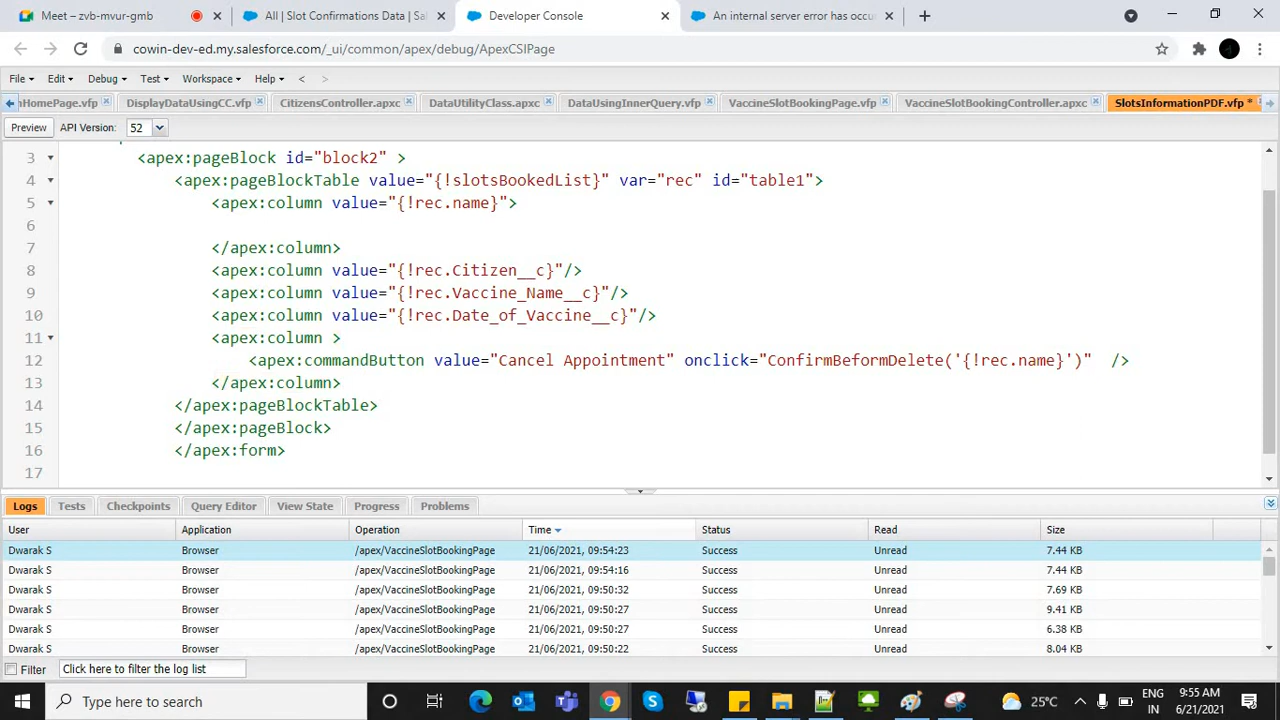 Meet – zvb-mvur-gmb
All | Slot Confirmations Data | Sal
Developer Console
An internal server error has occu
cowin-dev-ed.my.salesforce.com/_ui/common/apex/debug/ApexCSIPage
File Edit Debug Test Workspace Help < >
nHomePage.vfp DisplayDataUsingCC.vfp CitizensController.apxc DataUtilityClass.apxc DataUsingInnerQuery.vfp VaccineSlotBookingPage.vfp VaccineSlotBookingController.apxc SlotsInformationPDF.vfp *
Preview API Version: 52
3 <apex:pageBlock id="block2" >
4 <apex:pageBlockTable value="{!slotsBookedList}" var="rec" id="table1">
5 <apex:column value="{!rec.name}">
6
7 </apex:column>
8 <apex:column value="{!rec.Citizen__c}"/>
9 <apex:column value="{!rec.Vaccine_Name__c}"/>
10 <apex:column value="{!rec.Date_of_Vaccine__c}"/>
11 <apex:column >
12 <apex:commandButton value="Cancel Appointment" onclick="ConfirmBeformDelete('{!rec.name}')" />
13 </apex:column>
14 </apex:pageBlockTable>
15 </apex:pageBlock>
16 </apex:form>
17
Logs Tests Checkpoints Query Editor View State Progress Problems
User Application Operation Time Status Read Size
Dwarak S Browser /apex/VaccineSlotBookingPage 21/06/2021, 09:54:23 Success Unread 7.44 KB
Dwarak S Browser /apex/VaccineSlotBookingPage 21/06/2021, 09:54:16 Success Unread 7.44 KB
Dwarak S Browser /apex/VaccineSlotBookingPage 21/06/2021, 09:50:32 Success Unread 7.69 KB
Dwarak S Browser /apex/VaccineSlotBookingPage 21/06/2021, 09:50:27 Success Unread 9.41 KB
Dwarak S Browser /apex/VaccineSlotBookingPage 21/06/2021, 09:50:27 Success Unread 6.38 KB
Dwarak S Browser /apex/VaccineSlotBookingPage 21/06/2021, 09:50:22 Success Unread 8.04 KB
Filter Click here to filter the log list
Type here to search
25°C
ENG
IN
9:55 AM
6/21/2021